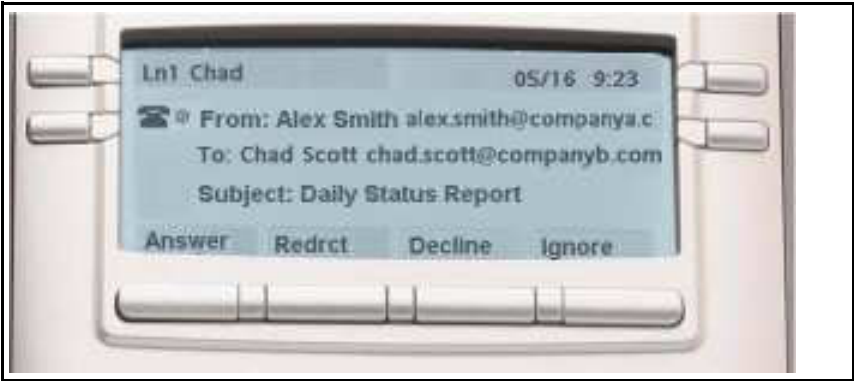 Ln1 Chad 05/16 9:23
From: Alex Smith alex.smith@companya.c
To: Chad Scott chad.scott@companyb.com
Subject: Daily Status Report
Answer Redrct Decline Ignore